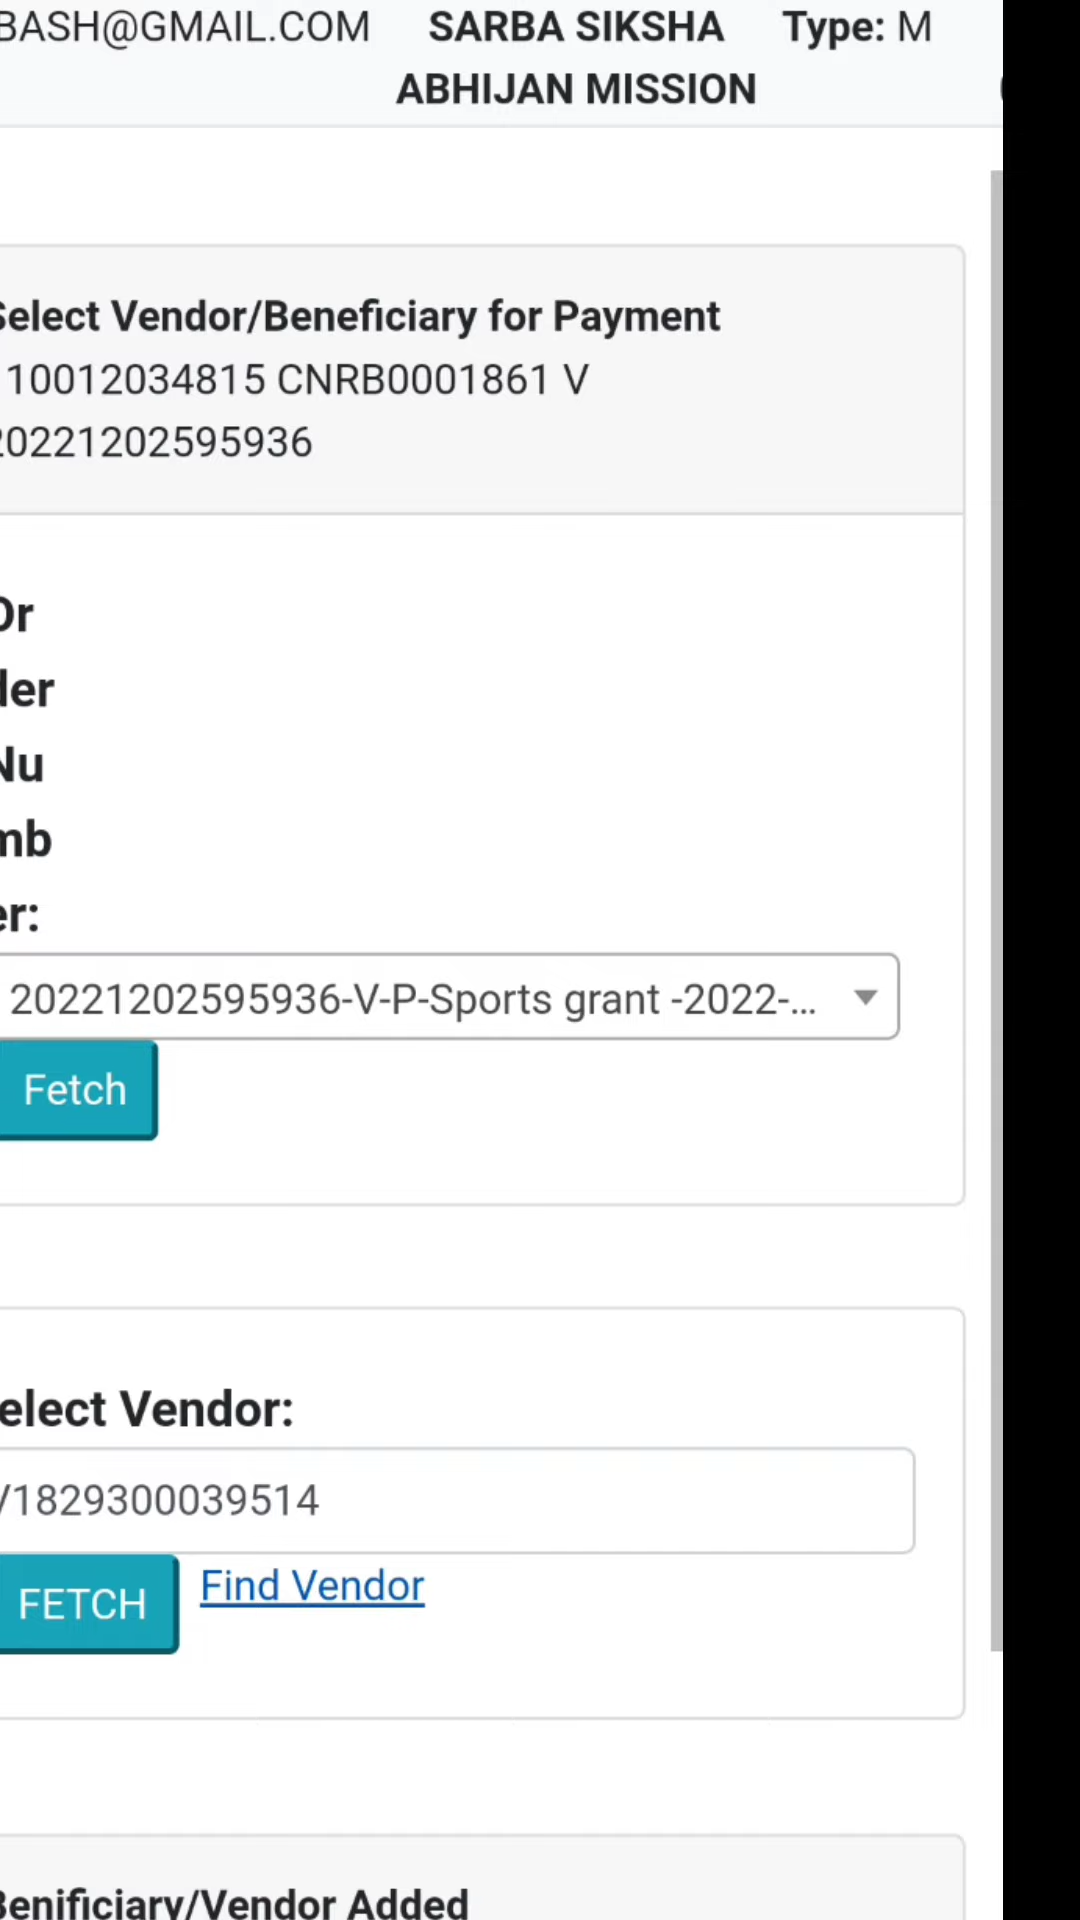 BASH@GMAIL.COM SARBA SIKSHA Type: M
ABHIJAN MISSION
Select Vendor/Beneficiary for Payment
110012034815 CNRB0001861 V
20221202595936
Or
der
Nu
mb
er:
20221202595936-V-P-Sports grant -2022-...
Fetch
elect Vendor:
/1829300039514
FETCH Find Vendor
Benificiary/Vendor Added